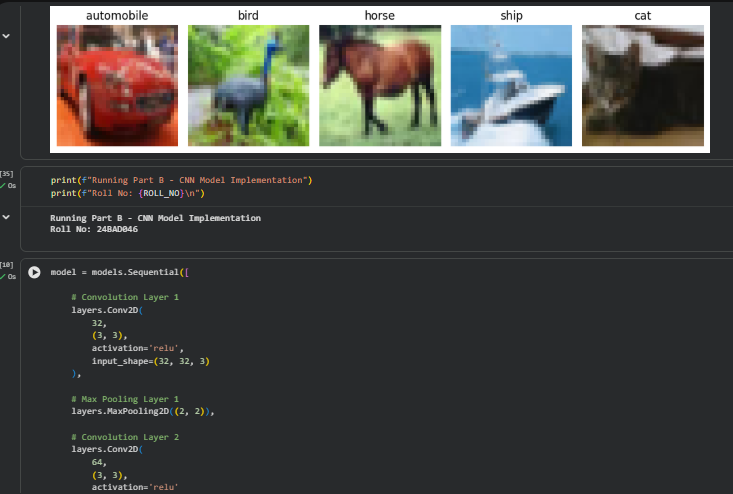 automobile bird horse ship cat
[35]
0s
print(f"Running Part B - CNN Model Implementation")
print(f"Roll No: {ROLL_NO}\n")
Running Part B - CNN Model Implementation
Roll No: 24BAD046
[10]
0s
model = models.Sequential([
# Convolution Layer 1
layers.Conv2D(
32,
(3, 3),
activation='relu',
input_shape=(32, 32, 3)
),
# Max Pooling Layer 1
layers.MaxPooling2D((2, 2)),
# Convolution Layer 2
layers.Conv2D(
64,
(3, 3),
activation='relu'